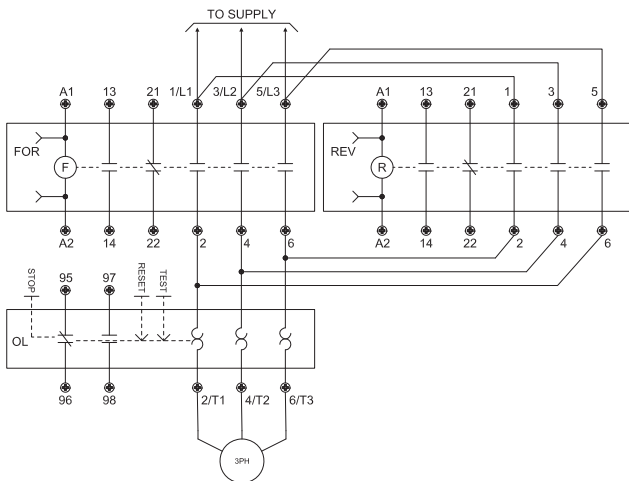 TO SUPPLY
A1 13 21 1/L1 3/L2 5/L3
A1 13 21 1 3 5
FOR
F
REV
R
A2 14 22 2 4 6
A2 14 22 2 4 6
STOP
95 97
RESET
TEST
OL
96 98 2/T1 4/T2 6/T3
3PH